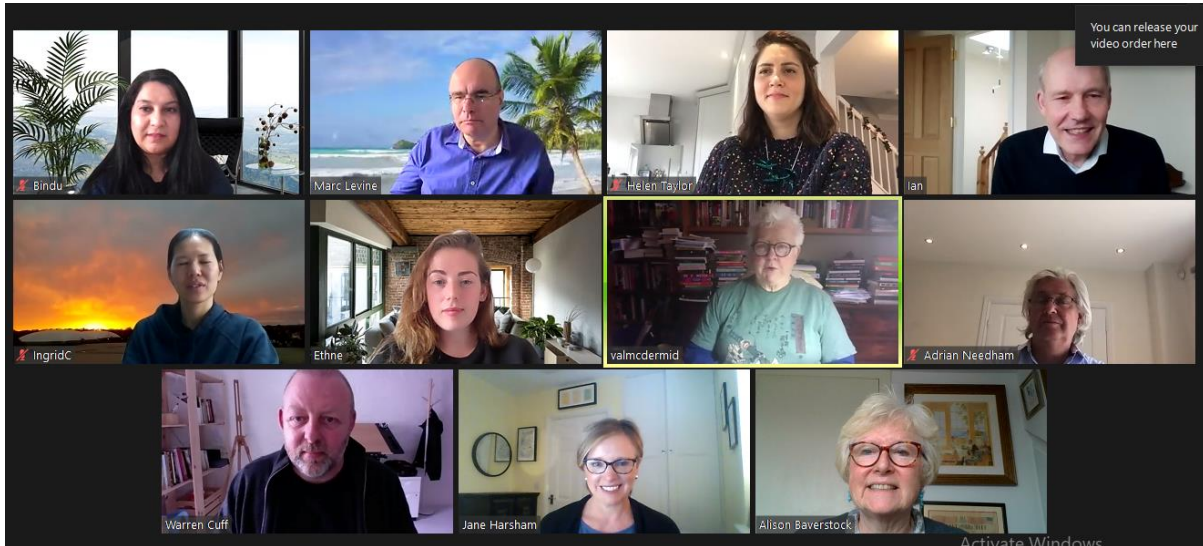 You can release your
video order here
Bindu
Marc Levine
Helen Taylor
Ian
IngridC
Ethne
valmcdermid
Adrian Needham
Warren Cuff
Jane Harsham
Alison Baverstock
Activate Windows